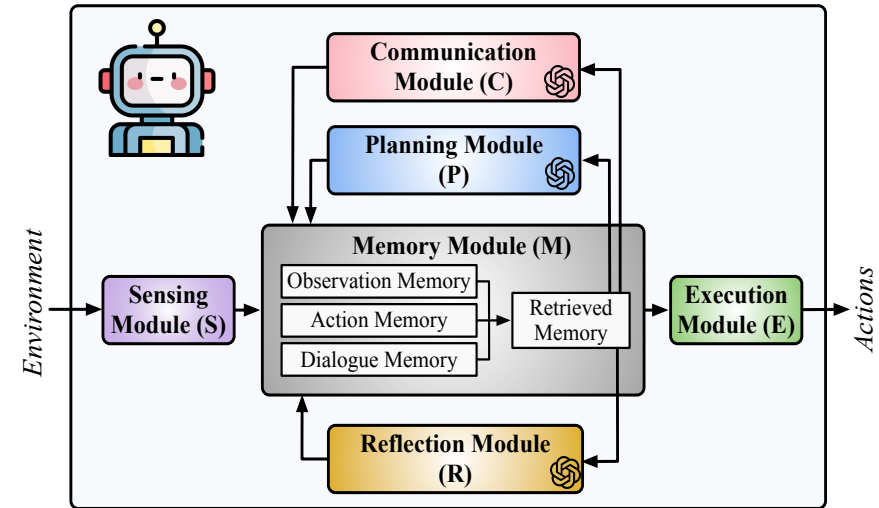 Communication
Module (C)
Planning Module
(P)
Memory Module (M)
Observation Memory
Action Memory
Dialogue Memory
Retrieved
Memory
Environment
Sensing
Module (S)
Execution
Module (E)
Actions
Reflection Module
(R)